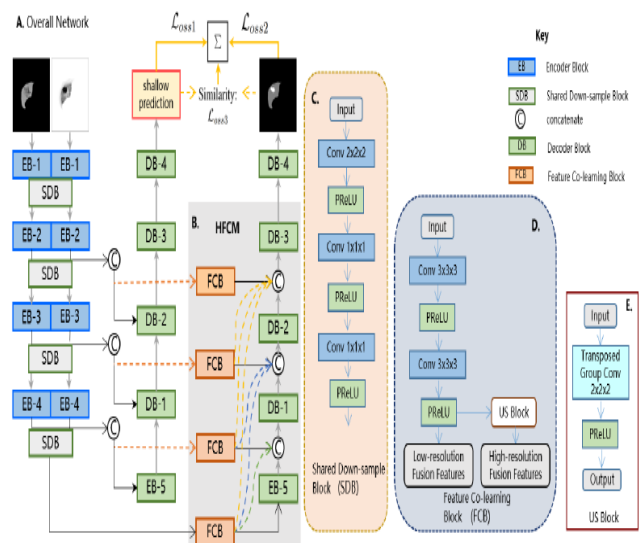 A. Overall Network
Loss1
Σ
Loss2
shallow
prediction
Similarity:
Loss3
EB-1 EB-1
SDB
EB-2 EB-2
SDB
EB-3 EB-3
SDB
EB-4 EB-4
SDB
C
C
C
DB-4
DB-3
DB-2
DB-1
EB-5
B.
HFCM
FCB
FCB
FCB
FCB
DB-4
DB-3
C
DB-2
C
DB-1
C
EB-5
C.
Input
Conv 2x2x2
PReLU
Conv 1x1x1
PReLU
Conv 1x1x1
PReLU
Shared Down-sample
Block (SDB)
Key
EB Encoder Block
SDB Shared Down-sample Block
C concatenate
DB Decoder Block
FCB Feature Co-learning Block
D.
Input
Conv 3x3x3
PReLU
Conv 3x3x3
PReLU
US Block
Low-resolution
Fusion Features
High-resolution
Fusion Features
Feature Co-learning
Block (FCB)
E.
Input
Transposed
Group Conv
2x2x2
PReLU
Output
US Block